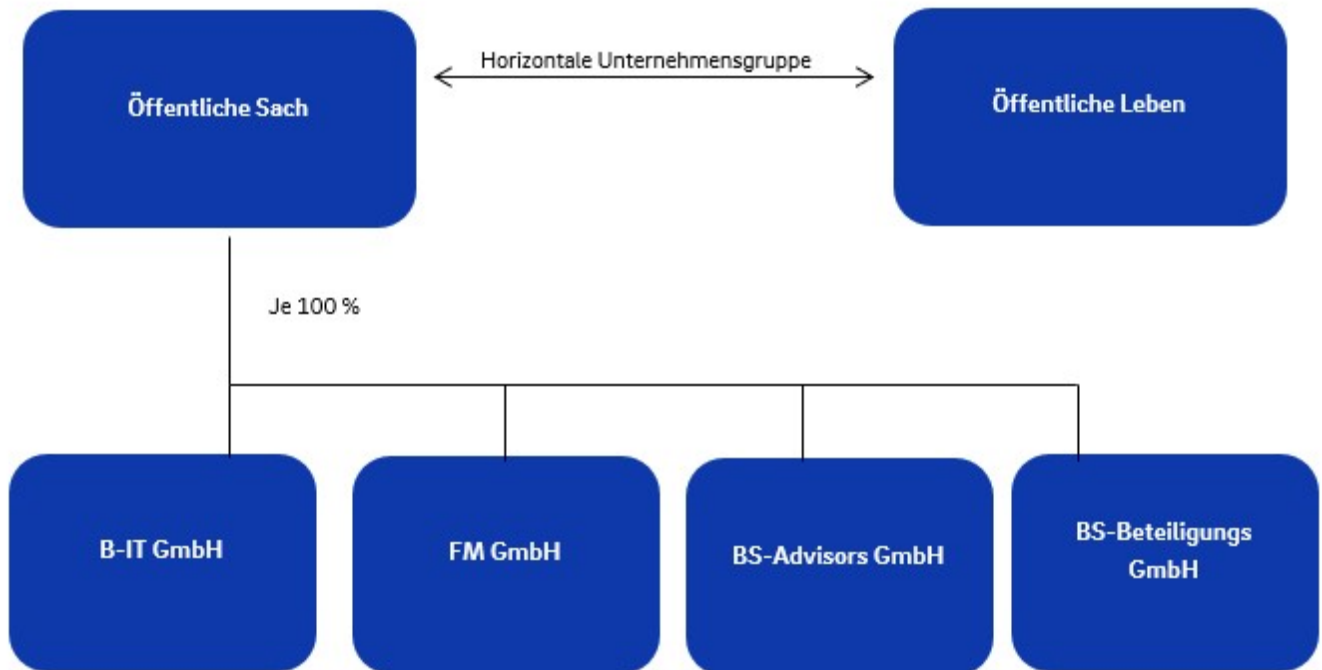 Horizontale Unternehmensgruppe
Öffentliche Sach
Öffentliche Leben
Je 100 %
B-IT GmbH
FM GmbH
BS-Advisors GmbH
BS-Beteiligungs
GmbH